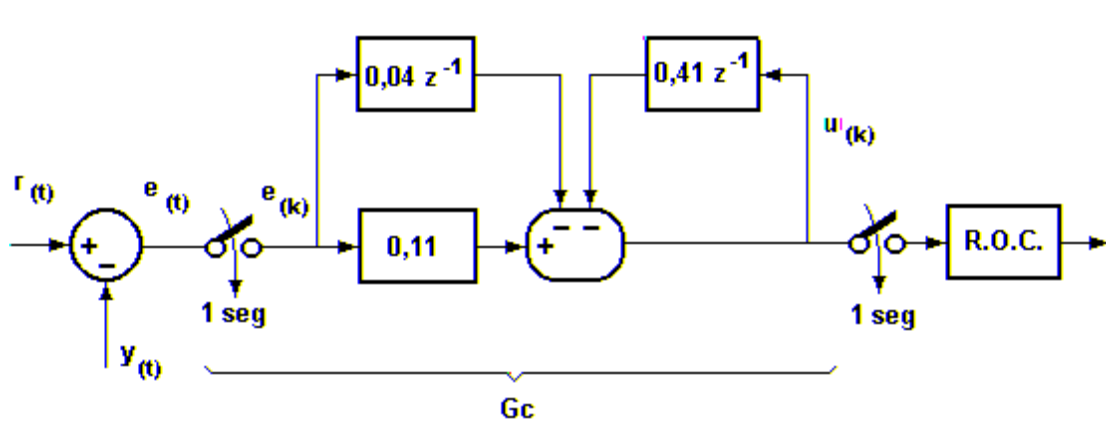 0,04 z⁻¹
0,41 z⁻¹
u(k)
r(t)
e(t)
e(k)
+
−
0,11
+
− −
R.O.C.
1 seg
1 seg
y(t)
Gc